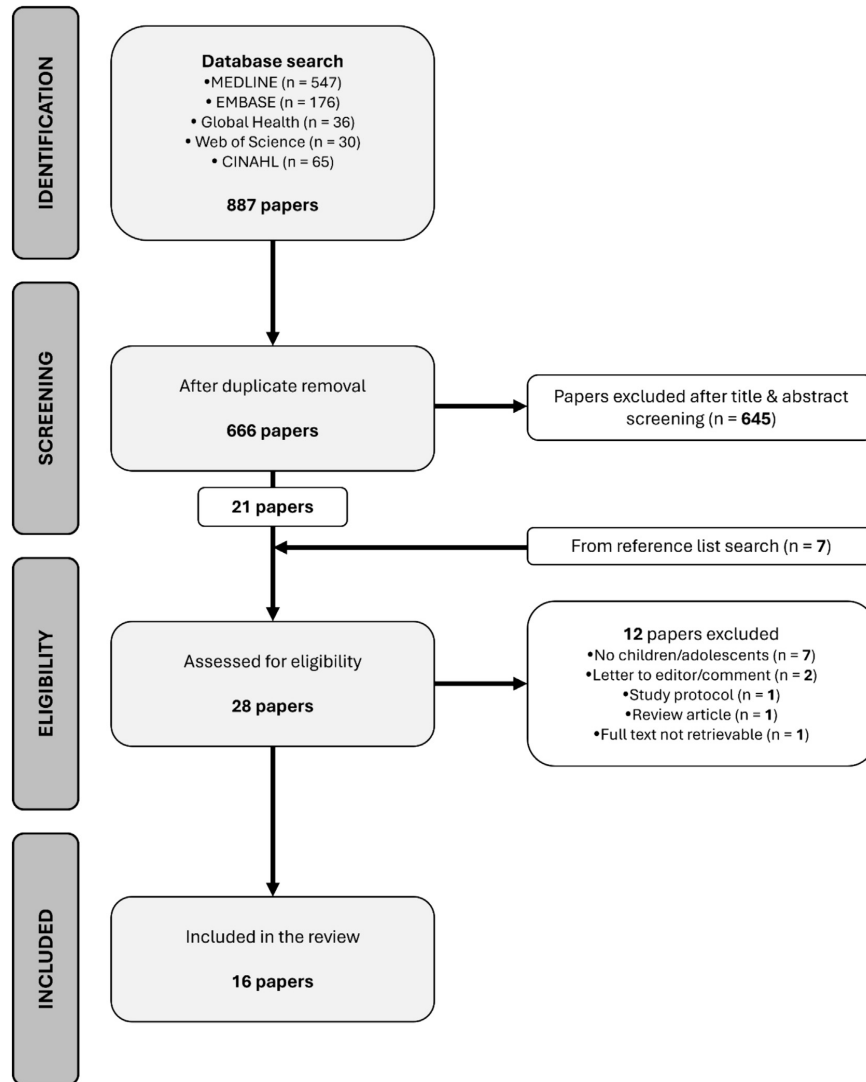 IDENTIFICATION
Database search
•MEDLINE (n = 547)
• EMBASE (n = 176)
• Global Health (n = 36)
• Web of Science (n = 30)
• CINAHL (n = 65)
887 papers
SCREENING
After duplicate removal
666 papers
Papers excluded after title & abstract
screening (n = 645)
21 papers
From reference list search (n = 7)
ELIGIBILITY
Assessed for eligibility
28 papers
12 papers excluded
•No children/adolescents (n = 7)
•Letter to editor/comment (n = 2)
•Study protocol (n = 1)
•Review article (n = 1)
•Full text not retrievable (n = 1)
INCLUDED
Included in the review
16 papers